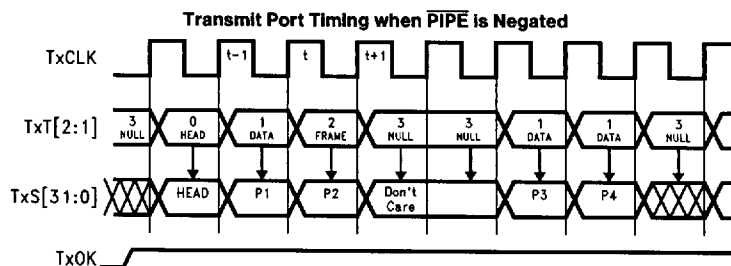 Transmit Port Timing when PIPE is Negated
TxCLK t-1 t t+1
TxT[2:1] 3 NULL 0 HEAD 1 DATA 2 FRAME 3 NULL 3 NULL 1 DATA 1 DATA 3 NULL
TxS[31:0] HEAD P1 P2 Don't Care P3 P4
TxOK